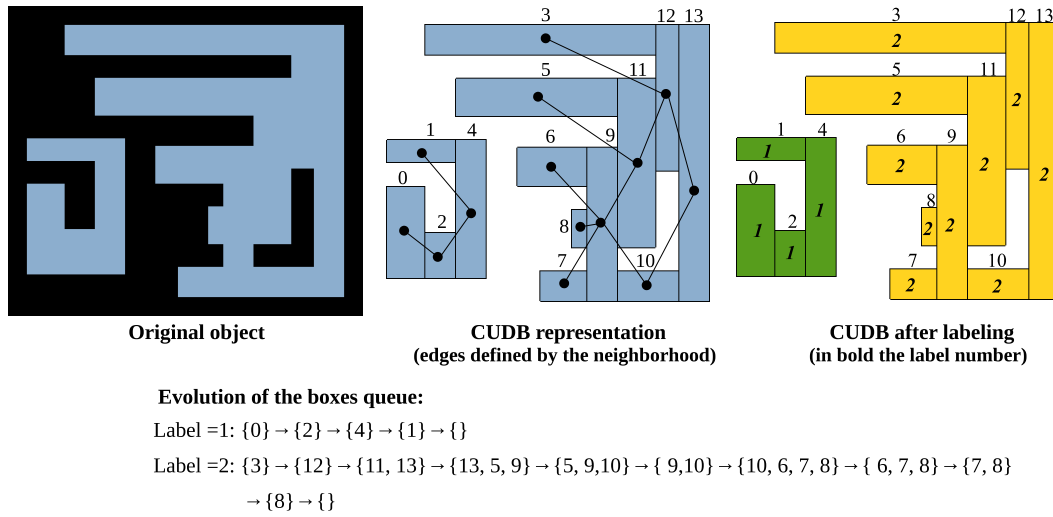 3 12 13
5 11
1 4 6 9
0
2
8
7 10
3 12 13
2
5 11
2 2
1 4 6 9
1 2 2
0 2
8
1 2 1 2 2
1
7 10
2 2
Original object
CUDB representation
(edges defined by the neighborhood)
CUDB after labeling
(in bold the label number)
Evolution of the boxes queue:
Label =1: {0}→{2}→{4}→{1}→{}
Label =2: {3}→{12}→{11, 13}→{13, 5, 9}→{5, 9,10}→{ 9,10}→{10, 6, 7, 8}→{ 6, 7, 8}→{7, 8}
→{8}→{}